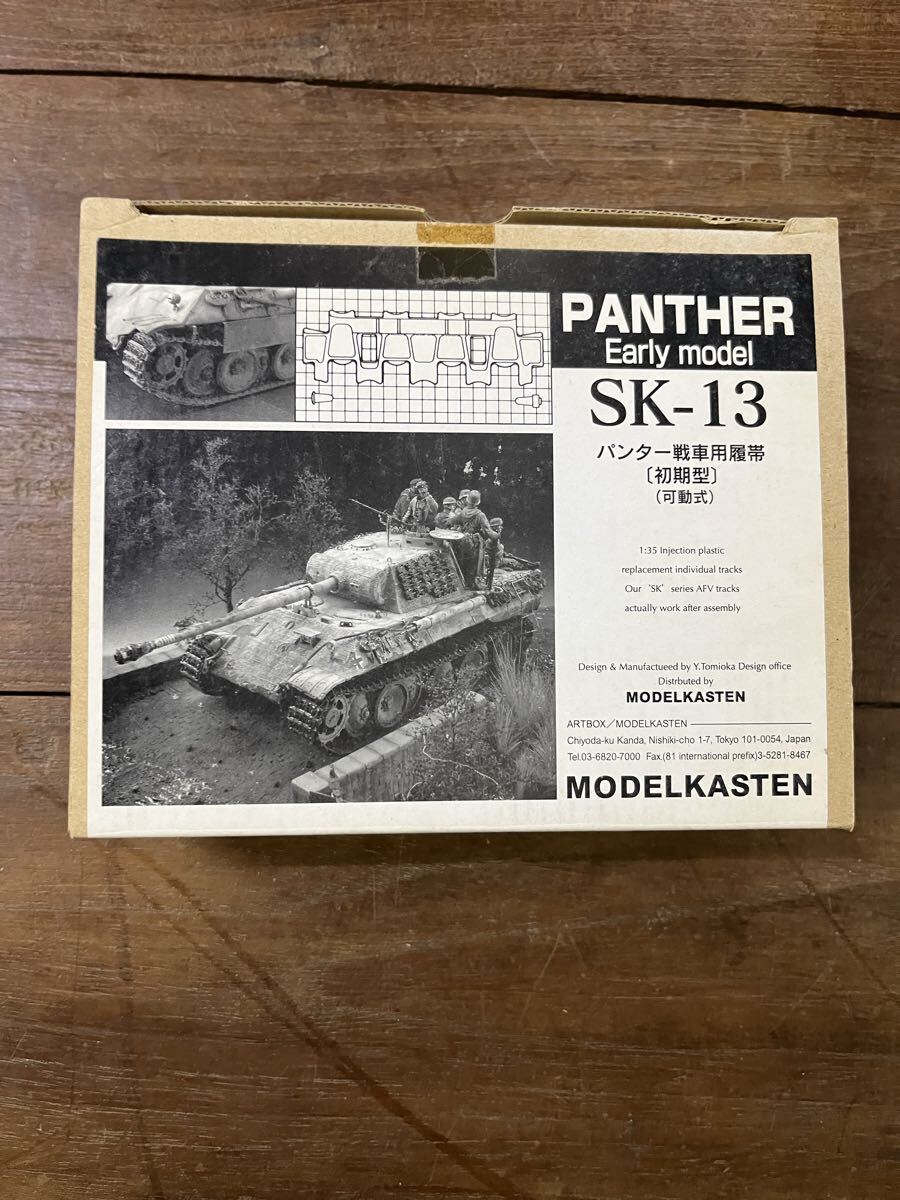 PANTHER
Early model
SK-13
パンター戦車用履帯
〔初期型〕
(可動式)
1:35 Injection plastic
replacement individual tracks
Our 'SK' series AFV tracks
actually work after assembly
Design & Manufactueed by Y.Tomioka Design office
Distrbuted by
MODELKASTEN
ARTBOX/MODELKASTEN
Chiyoda-ku Kanda, Nishiki-cho 1-7, Tokyo 101-0054, Japan
Tel.03-6820-7000 Fax.(81 international prefix)3-5281-8467
MODELKASTEN